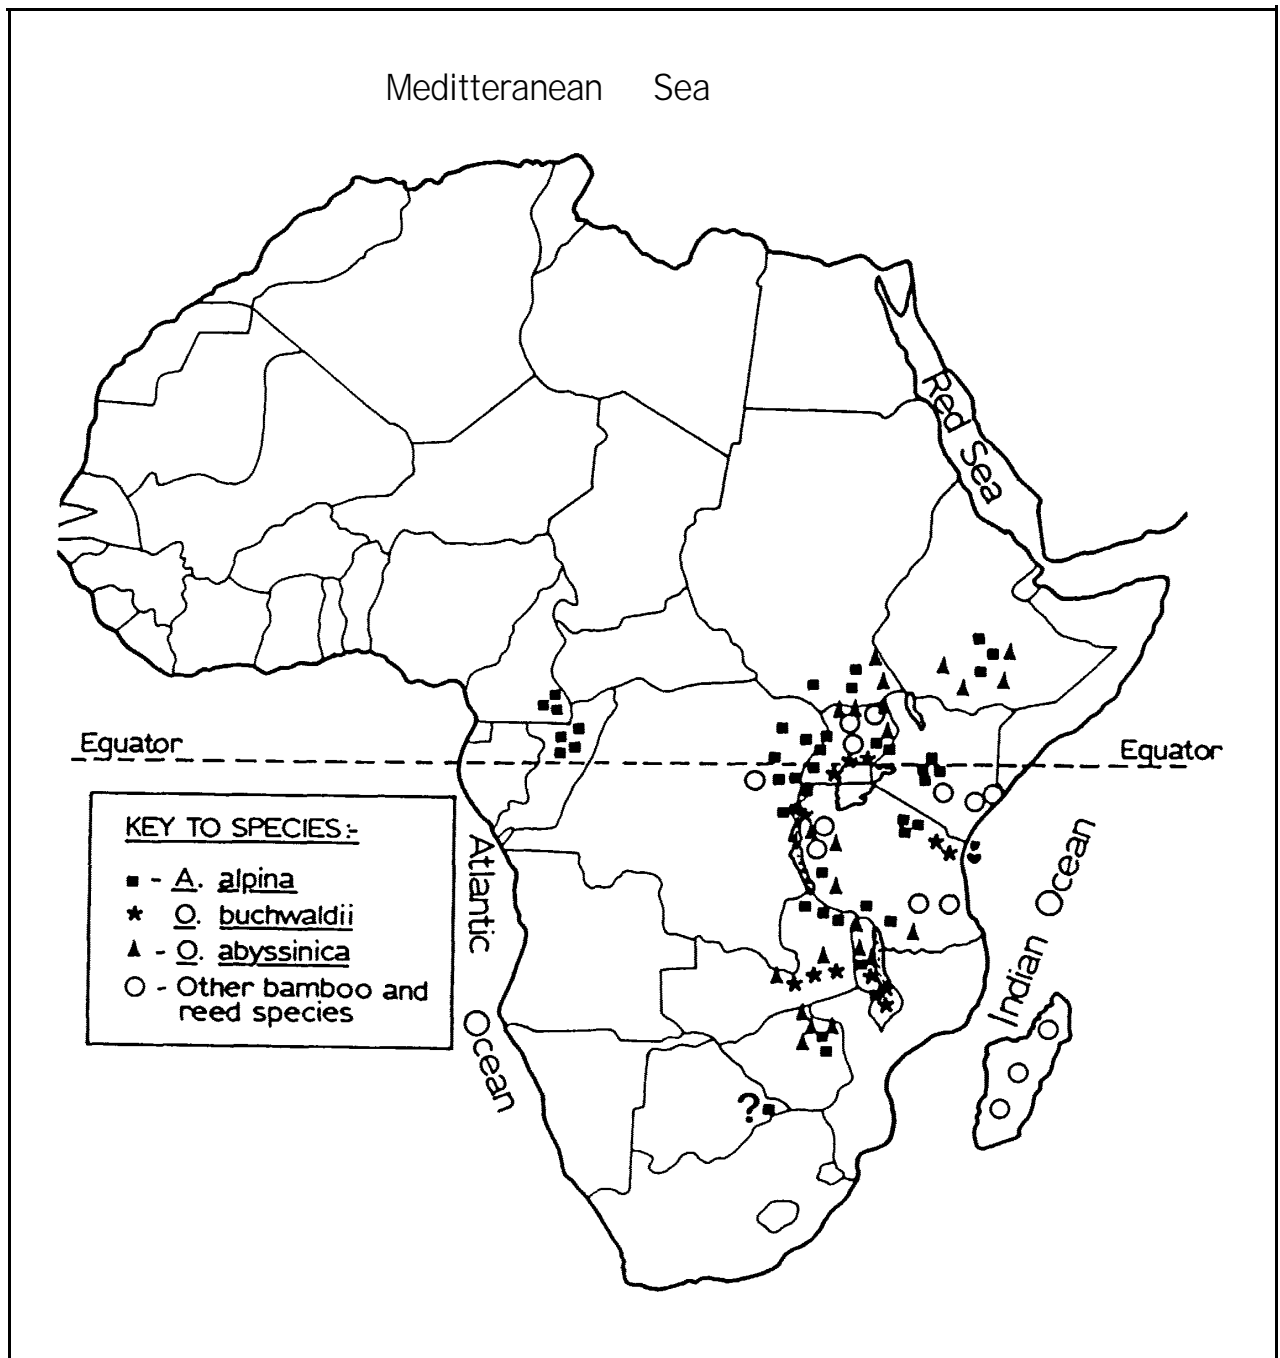 Meditteranean Sea
Red Sea
Equator
Equator
KEY TO SPECIES:-
- A. alpina
O. buchwaldii
- O. abyssinica
- Other bamboo and
reed species
Atlantic Ocean
Indian Ocean
?